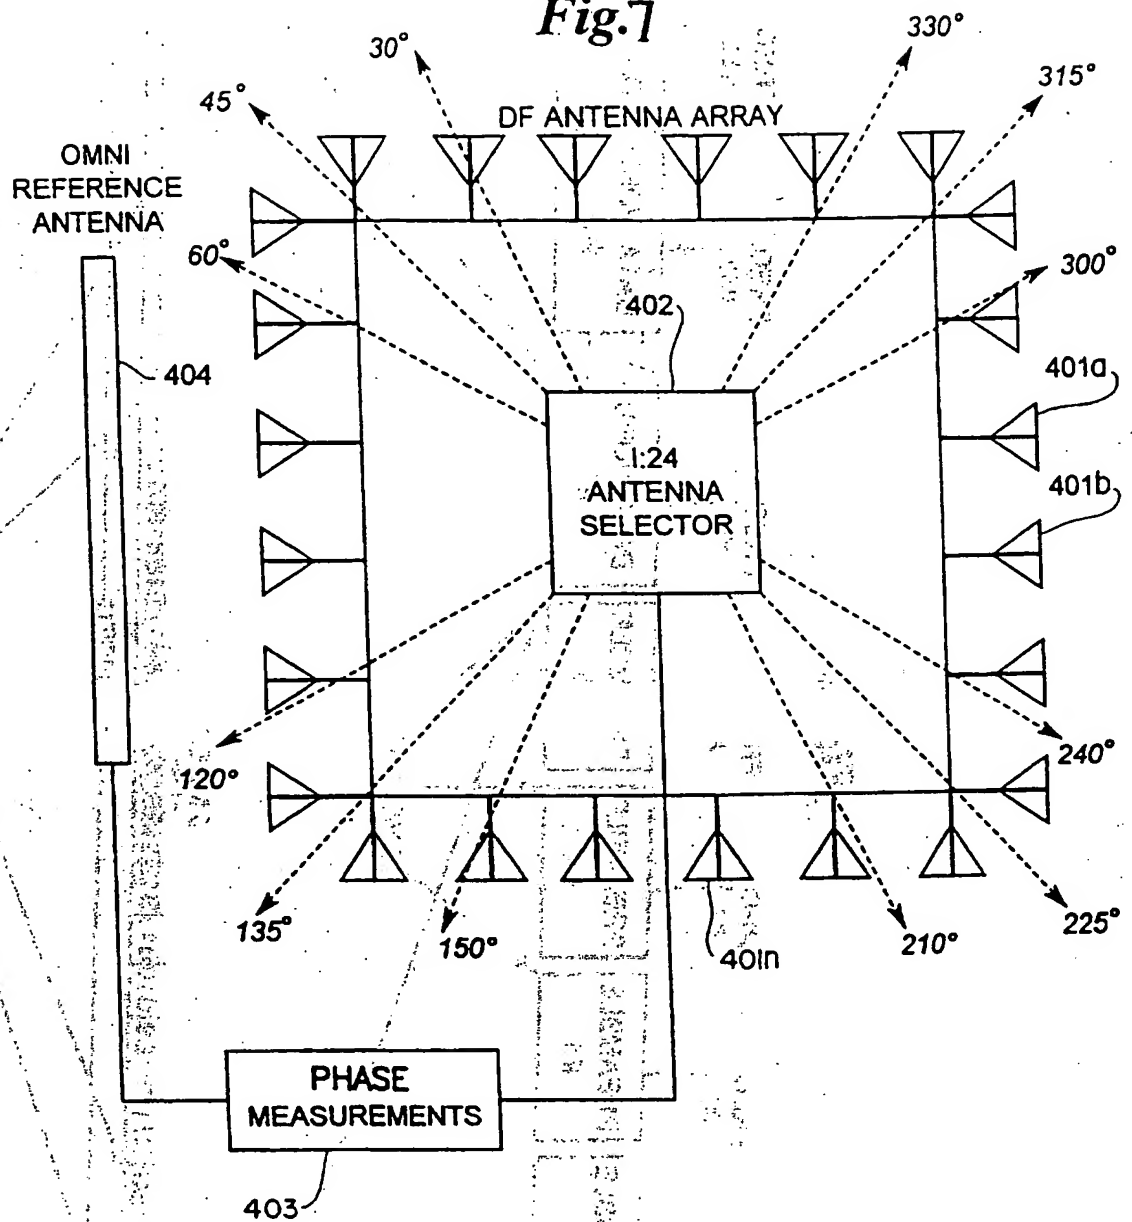 Fig.7
30°
330°
45°
315°
DF ANTENNA ARRAY
OMNI
REFERENCE
ANTENNA
60°
300°
402
404
401a
1:24
ANTENNA
SELECTOR
401b
120°
240°
135°
150°
210°
225°
401n
PHASE
MEASUREMENTS
403